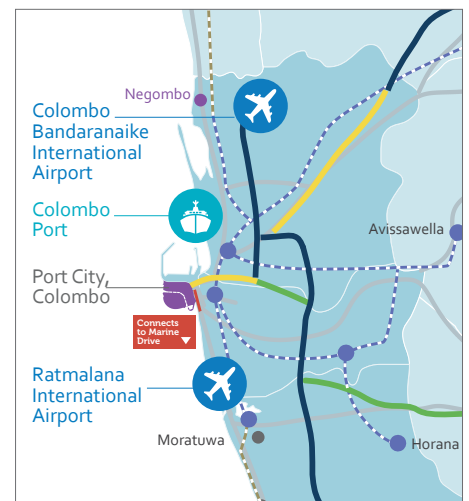 Negombo
Colombo
Bandaranaike
International
Airport
Colombo
Port
Avissawella
Port City,
Colombo
Connects
to Marine
Drive
Ratmalana
International
Airport
Moratuwa
Horana